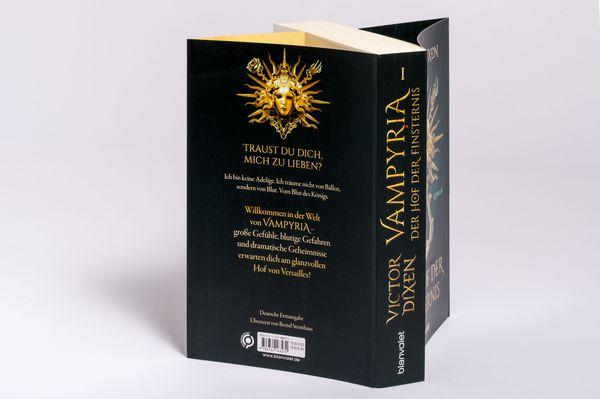 TRAUST DU DICH,
MICH ZU LIEBEN?
Ich bin keine Adelige. Ich träume nicht von Bällen,
sondern von Blut. Vom Blut des Königs.
Willkommen in der Welt
von VAMPYRIA –
große Gefühle, blutige Gefahren
und dramatische Geheimnisse
erwarten dich am glanzvollen
Hof von Versailles!
Deutsche Erstausgabe
Übersetzt von Bernd Stratthaus
www.blanvalet.de
I
VAMPYRIA
DER HOF DER FINSTERNIS
VICTOR
DIXEN
blanvalet